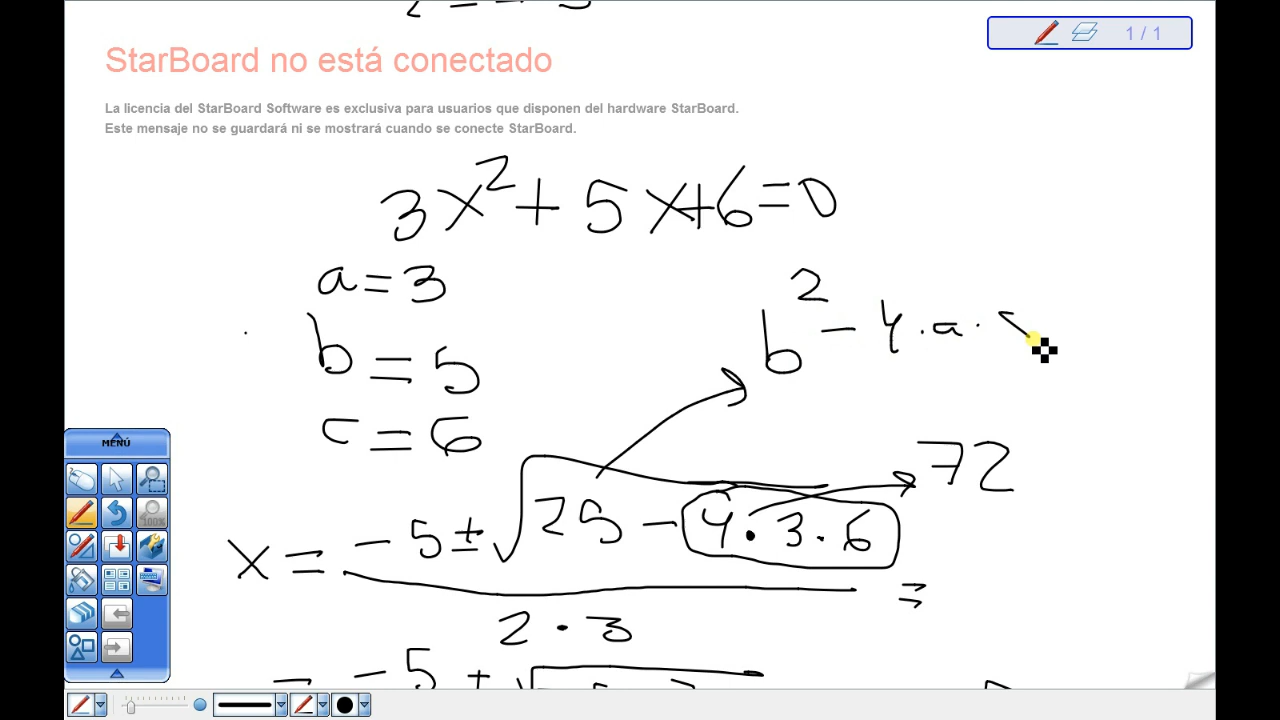 1 / 1
StarBoard no está conectado
La licencia del StarBoard Software es exclusiva para usuarios que disponen del hardware StarBoard.
Este mensaje no se guardará ni se mostrará cuando se conecte StarBoard.
3x² + 5x+6=0
a=3
b² - 4·a·
b = 5
c = 6
72
x = -5±√25-4·3·6 =
2·3
MENÚ
100%
= -5 ± √